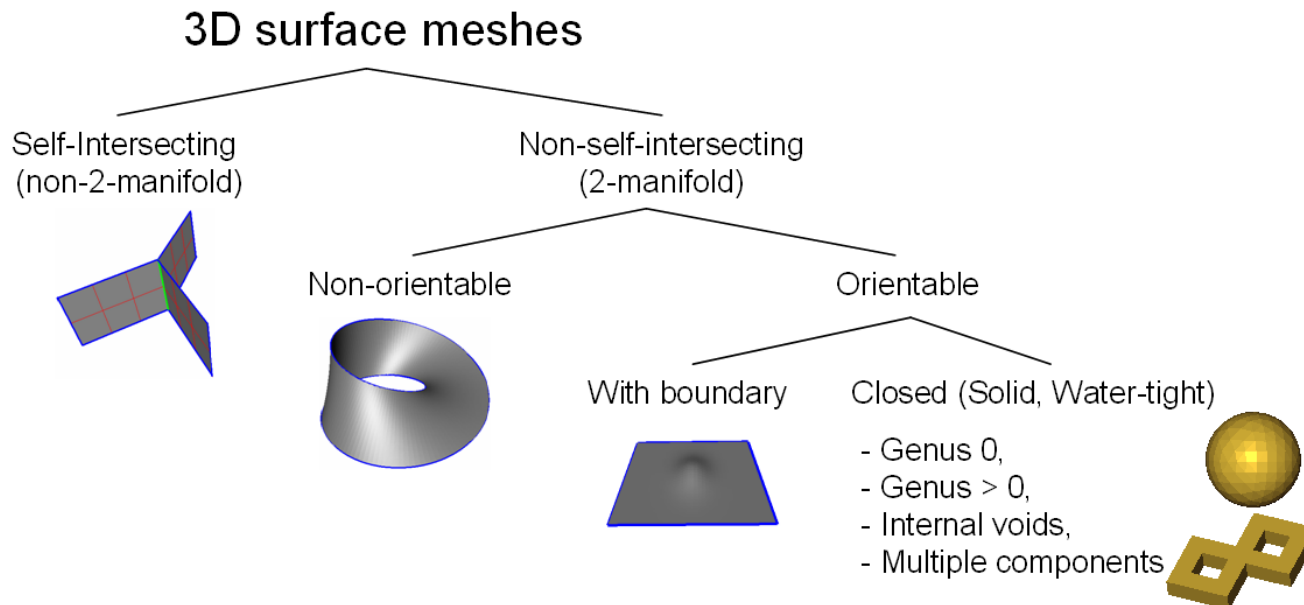 3D surface meshes
Self-Intersecting
(non-2-manifold)
Non-self-intersecting
(2-manifold)
Non-orientable
Orientable
With boundary
Closed (Solid, Water-tight)
- Genus 0,
- Genus > 0,
- Internal voids,
- Multiple components